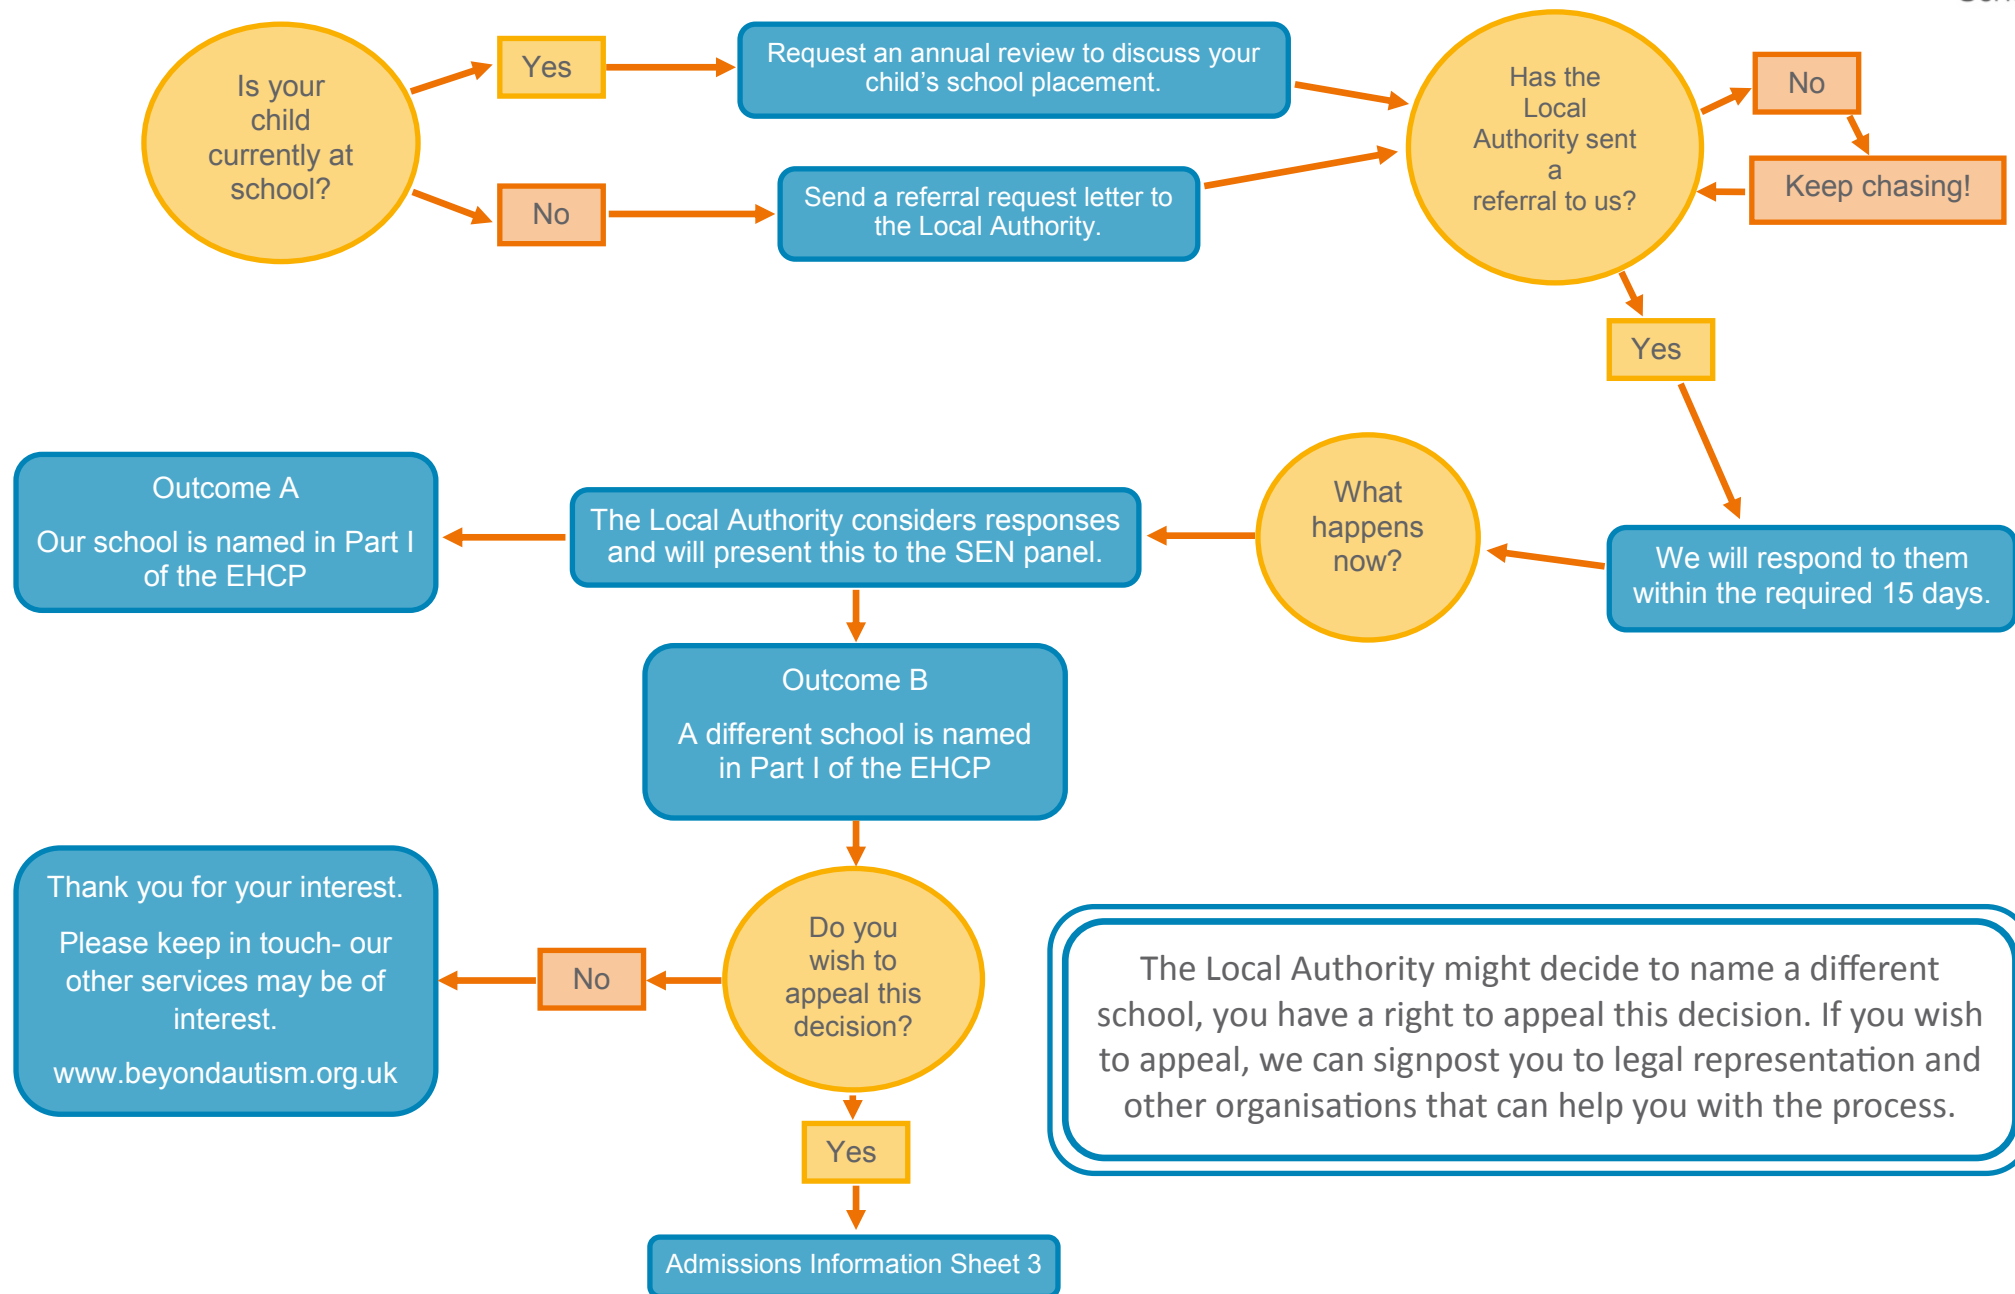 Is your
child
currently at
school?
Yes
Request an annual review to discuss your
child's school placement.
No
Send a referral request letter to
the Local Authority.
Has the
Local
Authority sent
a
referral to us?
No
Keep chasing!
Yes
We will respond to them
within the required 15 days.
What
happens
now?
The Local Authority considers responses
and will present this to the SEN panel.
Outcome A
Our school is named in Part I
of the EHCP
Outcome B
A different school is named
in Part I of the EHCP
Do you
wish to
appeal this
decision?
No
Thank you for your interest.
Please keep in touch- our
other services may be of
interest.
www.beyondautism.org.uk
Yes
Admissions Information Sheet 3
The Local Authority might decide to name a different
school, you have a right to appeal this decision. If you wish
to appeal, we can signpost you to legal representation and
other organisations that can help you with the process.